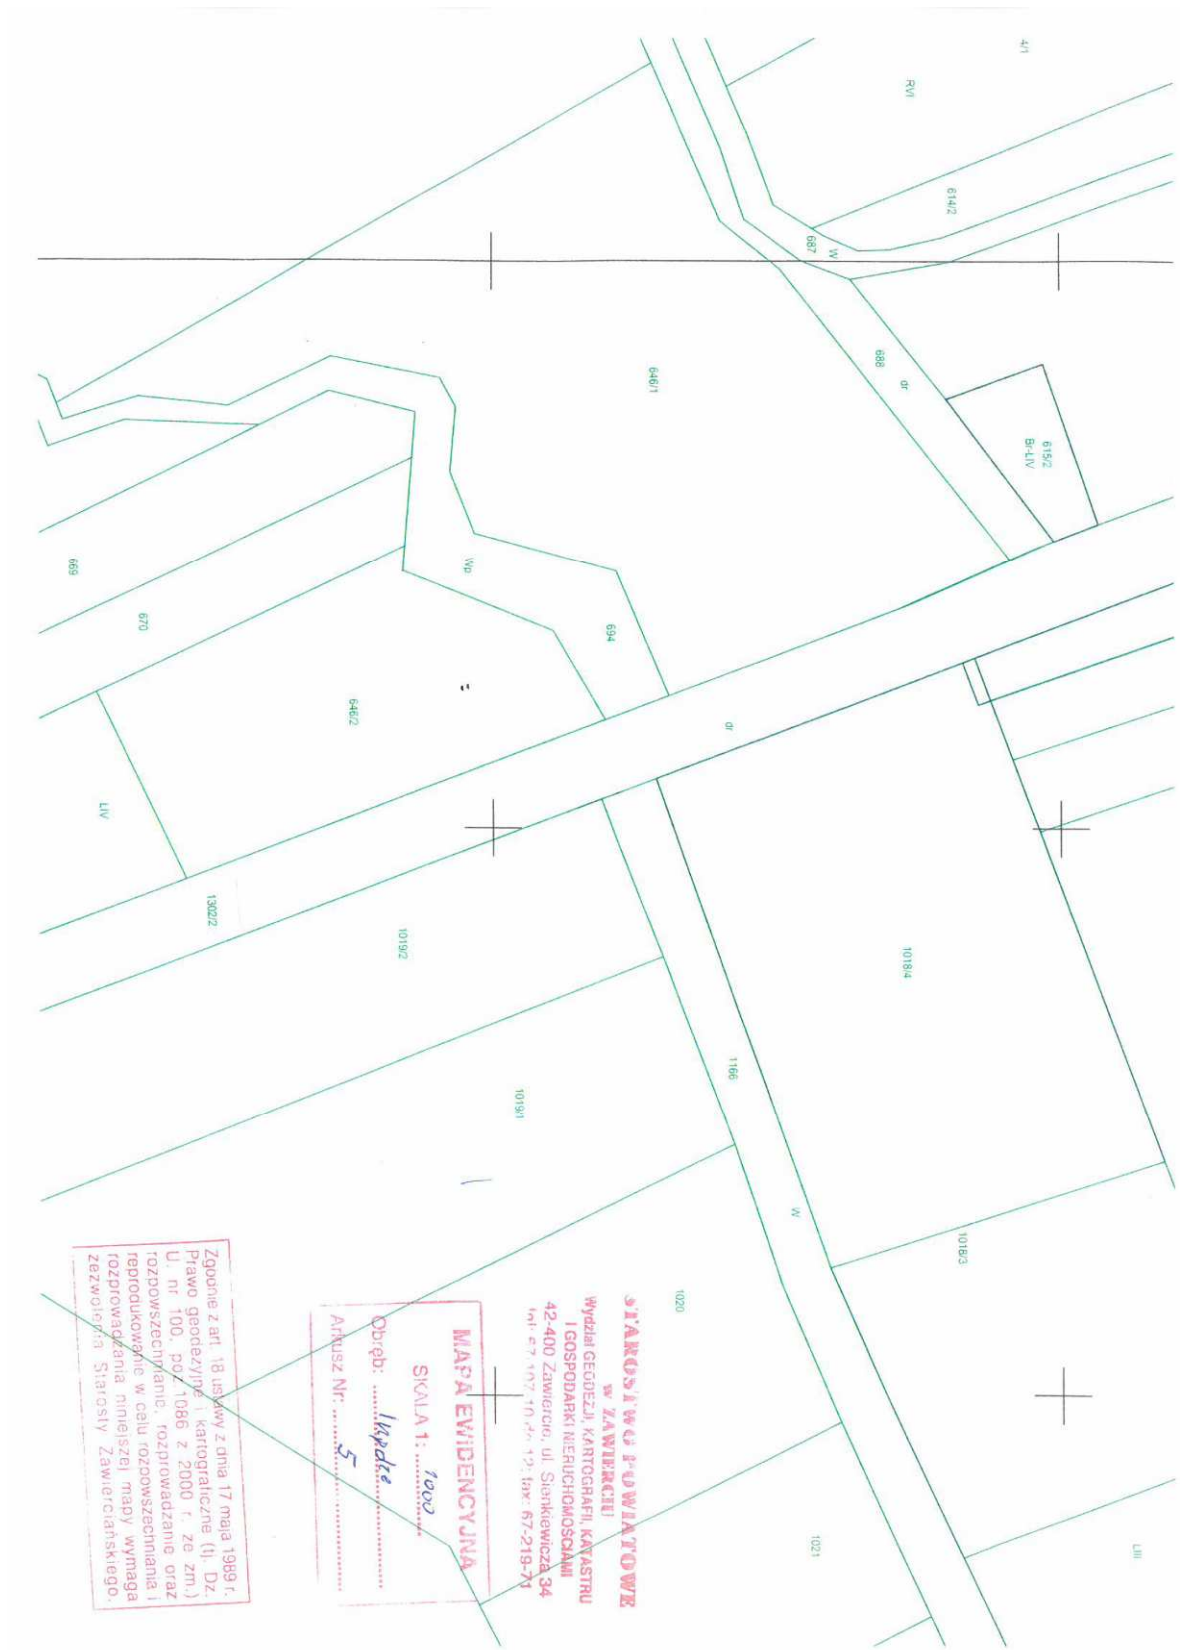 4/1
RVI
614/2
W
687
688
dr
646/1
615/2
Br-LIV
Wp
694
669
670
646/2
dr
LIV
1302/2
1019/2
1018/4
1166
1019/1
W
1018/3
1020
1021
LIII
STAROSTWO POWIATOWE
w ZAWIERCIU
Wydział GEODEZJI, KARTOGRAFII, KATASTRU
I GOSPODARKI NIERUCHOMOŚCIAMI
42-400 Zawiercie, ul. Sienkiewicza 34
fax: 67-219-71
MAPA EWIDENCYJNA
SKALA 1: 1000
Obręb:
Arkusz Nr: 5
Zgodnie z art. 18 ustawy z dnia 17 maja 1989 r.
Prawo geodezyjne i kartograficzne (tj. Dz.
U. nr 100. poz. 1086 z 2000 r. ze zm.)
rozpowszechnianie, rozprowadzanie oraz
reprodukowanie w celu rozpowszechniania i
rozprowadzania niniejszej mapy wymaga
zezwolenia Starosty Zawierciańskiego.